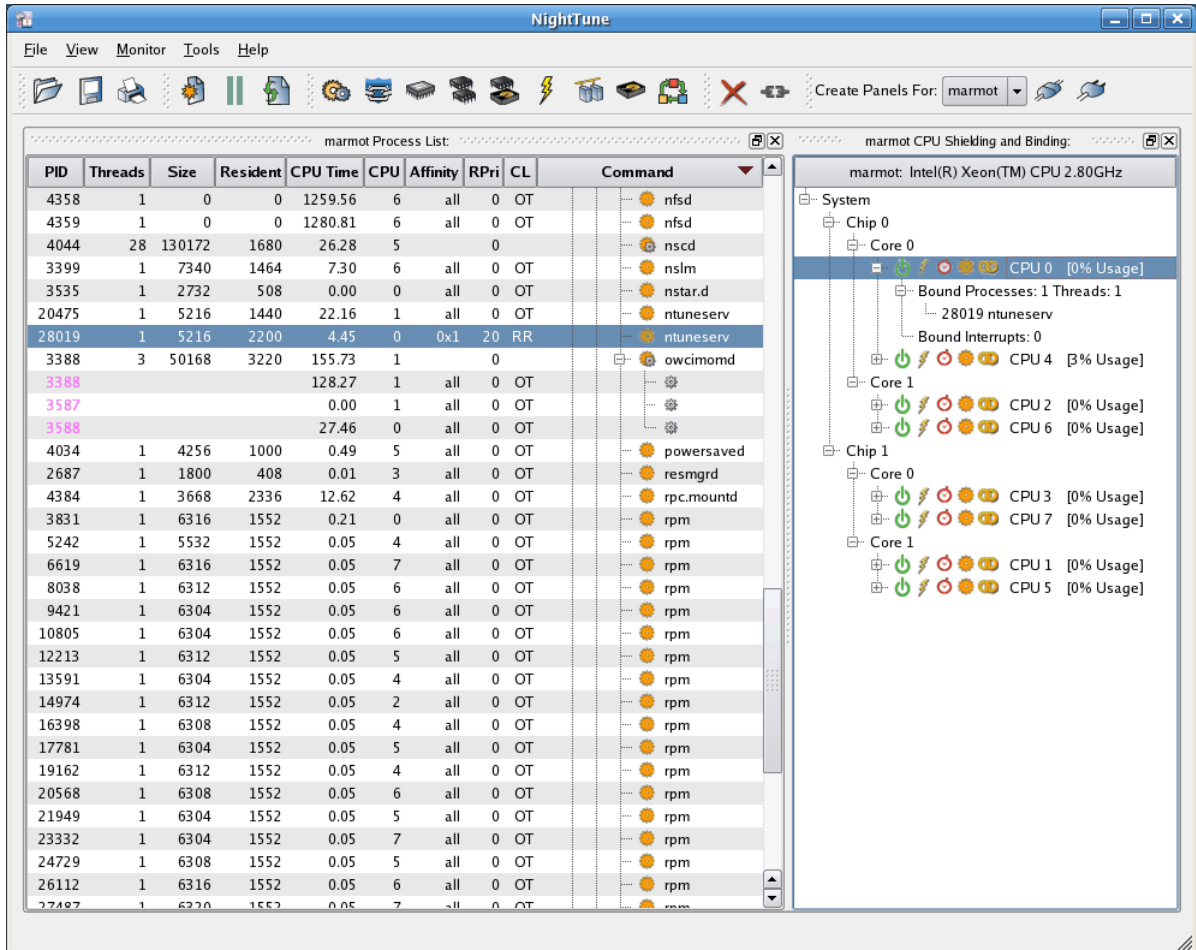 NightTune
File View Monitor Tools Help
Create Panels For: marmot
marmot Process List:
PID Threads Size Resident CPU Time CPU Affinity RPri CL Command
4358 1 0 0 1259.56 6 all 0 OT nfsd
4359 1 0 0 1280.81 6 all 0 OT nfsd
4044 28 130172 1680 26.28 5 0 nscd
3399 1 7340 1464 7.30 6 all 0 OT nslm
3535 1 2732 508 0.00 0 all 0 OT nstar.d
20475 1 5216 1440 22.16 1 all 0 OT ntuneserv
28019 1 5216 2200 4.45 0 0x1 20 RR ntuneserv
3388 3 50168 3220 155.73 1 0 owcimomd
3388 128.27 1 all 0 OT
3587 0.00 1 all 0 OT
3588 27.46 0 all 0 OT
4034 1 4256 1000 0.49 5 all 0 OT powersaved
2687 1 1800 408 0.01 3 all 0 OT resmgrd
4384 1 3668 2336 12.62 4 all 0 OT rpc.mountd
3831 1 6316 1552 0.21 0 all 0 OT rpm
5242 1 5532 1552 0.05 4 all 0 OT rpm
6619 1 6316 1552 0.05 7 all 0 OT rpm
8038 1 6312 1552 0.05 6 all 0 OT rpm
9421 1 6304 1552 0.05 6 all 0 OT rpm
10805 1 6304 1552 0.05 6 all 0 OT rpm
12213 1 6312 1552 0.05 5 all 0 OT rpm
13591 1 6304 1552 0.05 4 all 0 OT rpm
14974 1 6312 1552 0.05 2 all 0 OT rpm
16398 1 6308 1552 0.05 4 all 0 OT rpm
17781 1 6304 1552 0.05 5 all 0 OT rpm
19162 1 6312 1552 0.05 4 all 0 OT rpm
20568 1 6308 1552 0.05 6 all 0 OT rpm
21949 1 6304 1552 0.05 5 all 0 OT rpm
23332 1 6304 1552 0.05 7 all 0 OT rpm
24729 1 6308 1552 0.05 5 all 0 OT rpm
26112 1 6316 1552 0.05 6 all 0 OT rpm
27487 1 6320 1552 0.05 7 all 0 OT rpm
marmot CPU Shielding and Binding:
marmot: Intel(R) Xeon(TM) CPU 2.80GHz
System
Chip 0
Core 0
CPU 0 [0% Usage]
Bound Processes: 1 Threads: 1
28019 ntuneserv
Bound Interrupts: 0
CPU 4 [3% Usage]
Core 1
CPU 2 [0% Usage]
CPU 6 [0% Usage]
Chip 1
Core 0
CPU 3 [0% Usage]
CPU 7 [0% Usage]
Core 1
CPU 1 [0% Usage]
CPU 5 [0% Usage]